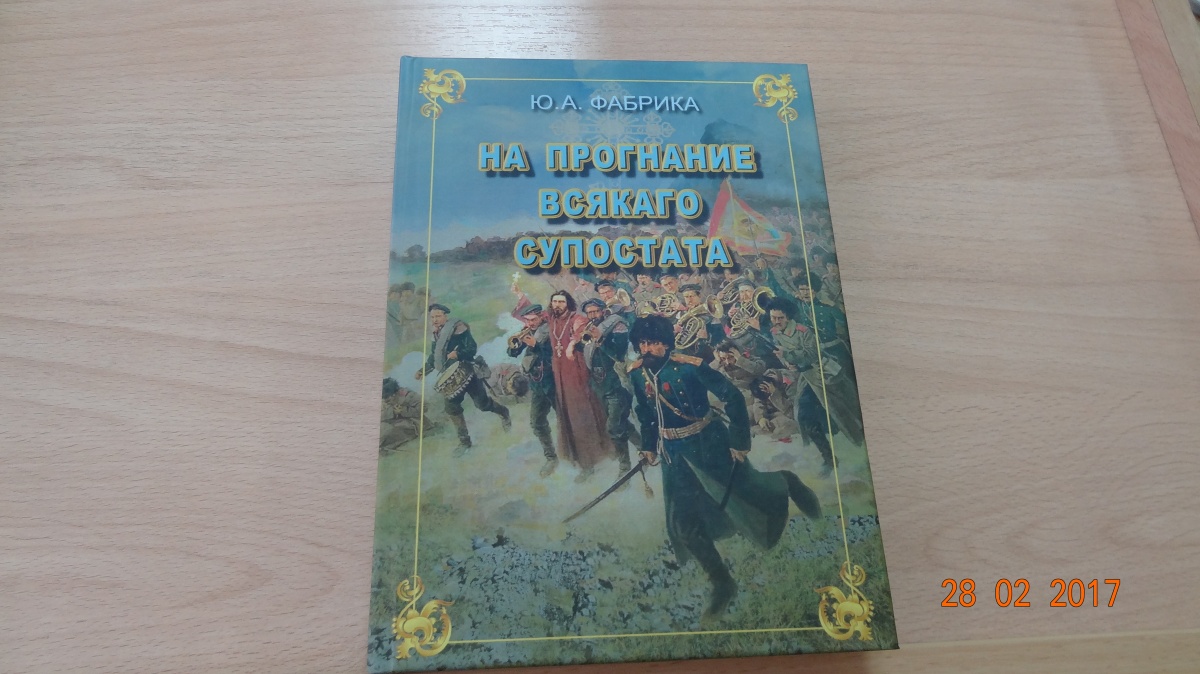 Ю.А. ФАБРИКА
НА ПРОГНАНИЕ
ВСЯКАГО
СУПОСТАТА
28 02 2017